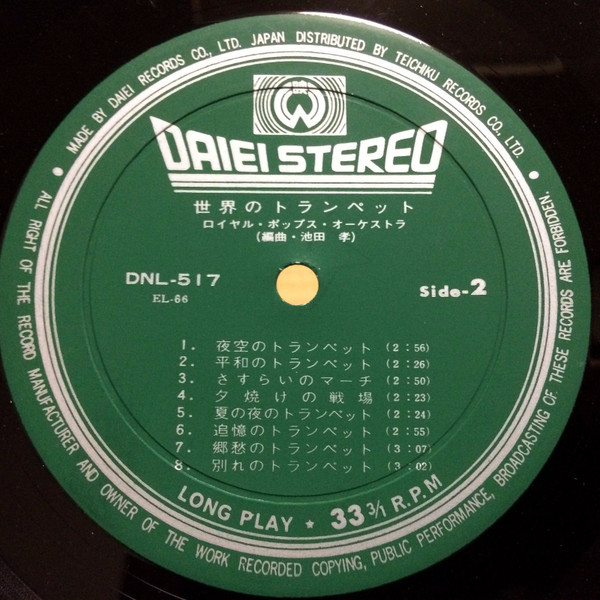 MADE BY DAIEI RECORDS CO., LTD. JAPAN DISTRIBUTED BY TEICHIKU RECORDS CO., LTD.
DAIEI STEREO
世界のトランペット
ロイヤル・ポップス・オーケストラ
(編曲・池田 孝)
DNL-517
EL-66
Side-2
1. 夜空のトランペット (2:56)
2. 平和のトランペット (2:26)
3. さすらいのマーチ (2:50)
4. 夕焼けの戦場 (2:23)
5. 夏の夜のトランペット (2:24)
6. 追憶のトランペット (2:55)
7. 郷愁のトランペット (3:07)
8. 別れのトランペット (3:02)
LONG PLAY ★ 33 3/1 R.P.M
ALL RIGHT OF THE RECORD MANUFACTURER AND OWNER OF THE WORK RECORDED COPYING, PUBLIC PERFORMANCE, BROADCASTING OF THESE RECORDS ARE FORBIDDEN.